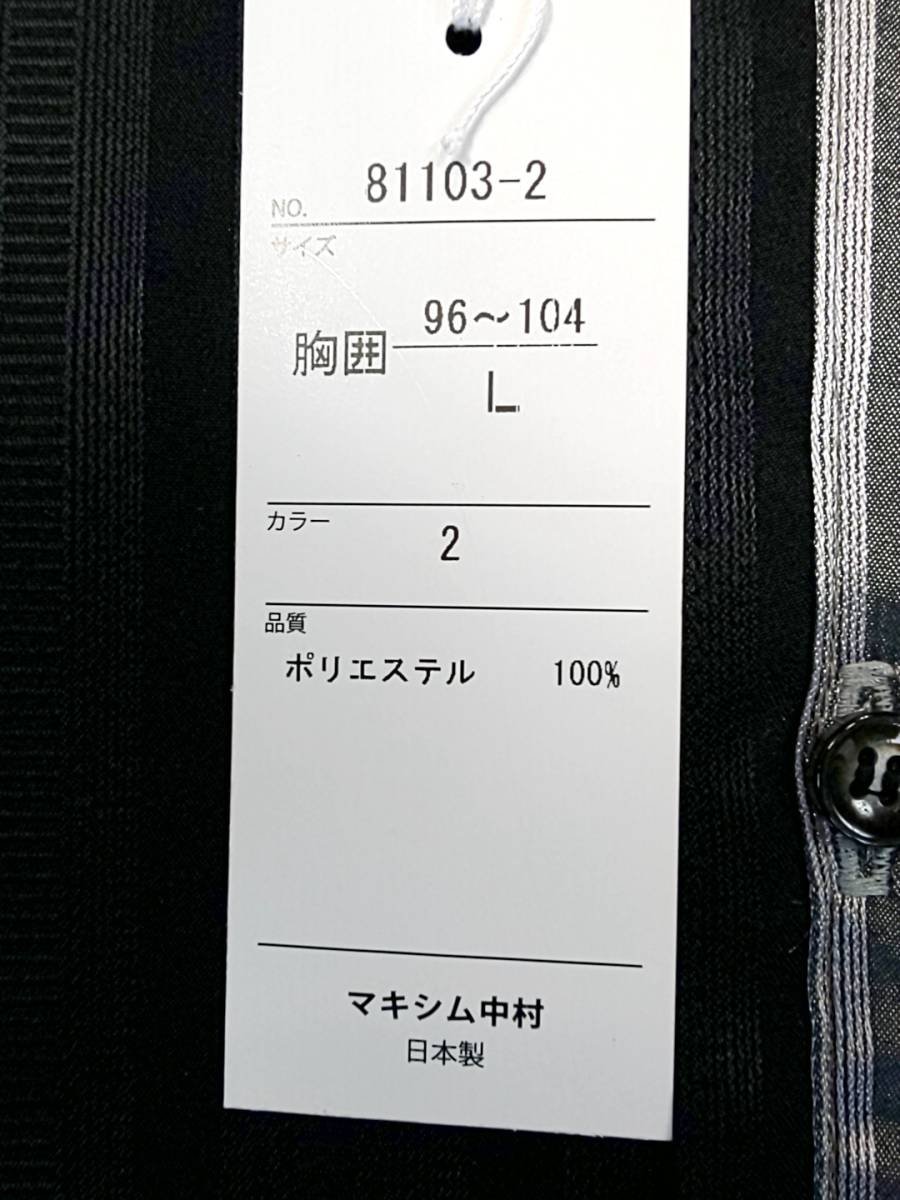 NO. 81103-2
サイズ
胸囲 96～104
L
カラー
2
品質
ポリエステル 100%
マキシム中村
日本製